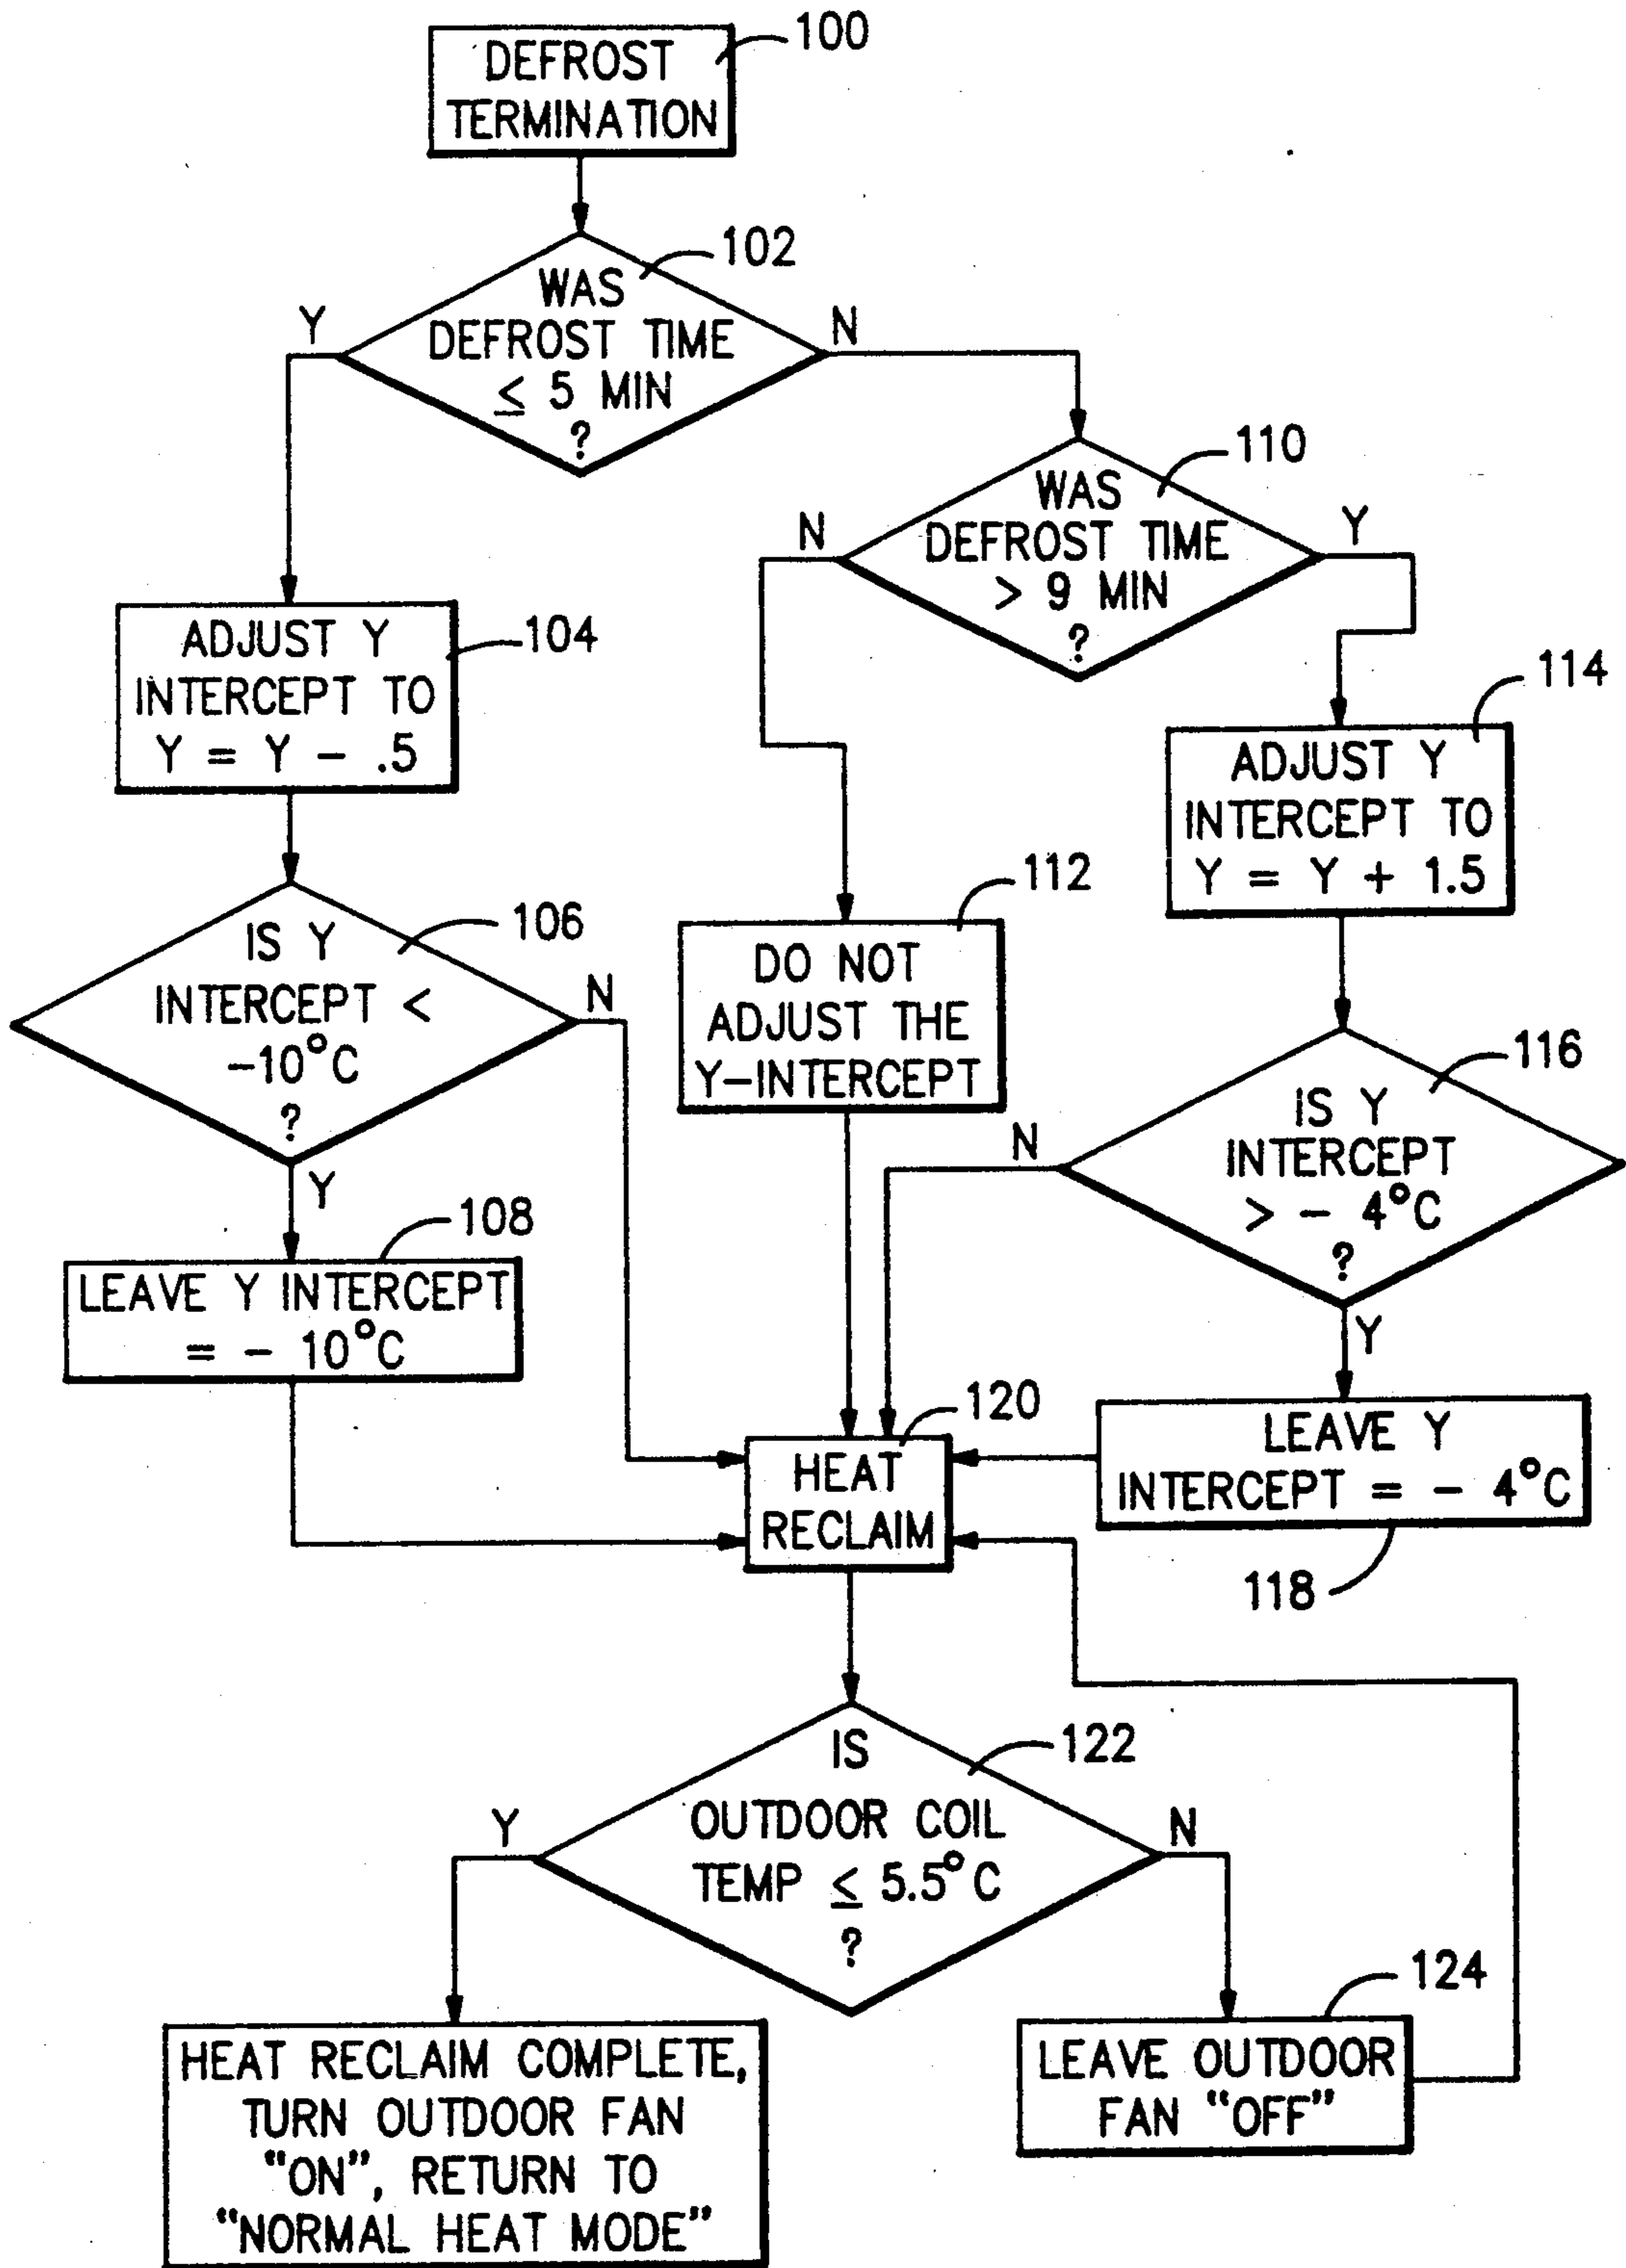 DEFROST
TERMINATION
100
WAS
DEFROST TIME
≤ 5 MIN
?
102
Y
N
WAS
DEFROST TIME
> 9 MIN
?
110
N
Y
ADJUST Y
INTERCEPT TO
Y = Y - .5
104
ADJUST Y
INTERCEPT TO
Y = Y + 1.5
114
IS Y
INTERCEPT <
-10°C
?
106
N
Y
DO NOT
ADJUST THE
Y-INTERCEPT
112
IS Y
INTERCEPT
> - 4°C
?
116
N
Y
LEAVE Y INTERCEPT
= - 10°C
108
LEAVE Y
INTERCEPT = - 4°C
118
HEAT
RECLAIM
120
IS
OUTDOOR COIL
TEMP ≤ 5.5°C
?
122
Y
N
HEAT RECLAIM COMPLETE,
TURN OUTDOOR FAN
“ON”, RETURN TO
“NORMAL HEAT MODE”
LEAVE OUTDOOR
FAN “OFF”
124